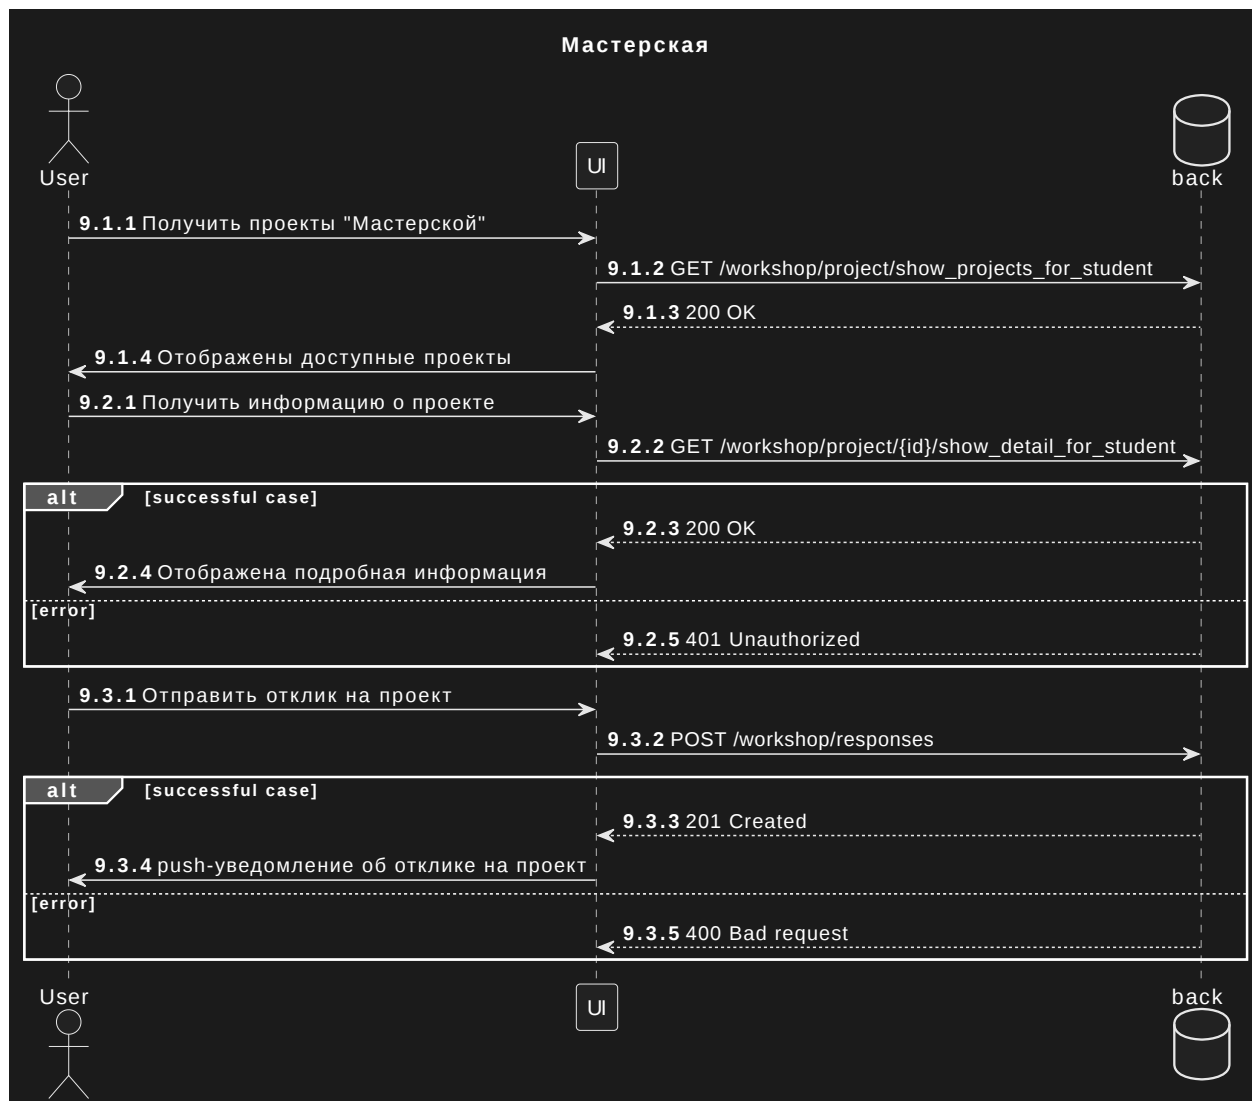 Мастерская
User
UI
back
9.1.1 Получить проекты "Мастерской"
9.1.2 GET /workshop/project/show_projects_for_student
9.1.3 200 OK
9.1.4 Отображены доступные проекты
9.2.1 Получить информацию о проекте
9.2.2 GET /workshop/project/{id}/show_detail_for_student
alt [successful case]
9.2.3 200 OK
9.2.4 Отображена подробная информация
[error]
9.2.5 401 Unauthorized
9.3.1 Отправить отклик на проект
9.3.2 POST /workshop/responses
alt [successful case]
9.3.3 201 Created
9.3.4 push-уведомление об отклике на проект
[error]
9.3.5 400 Bad request
User
UI
back